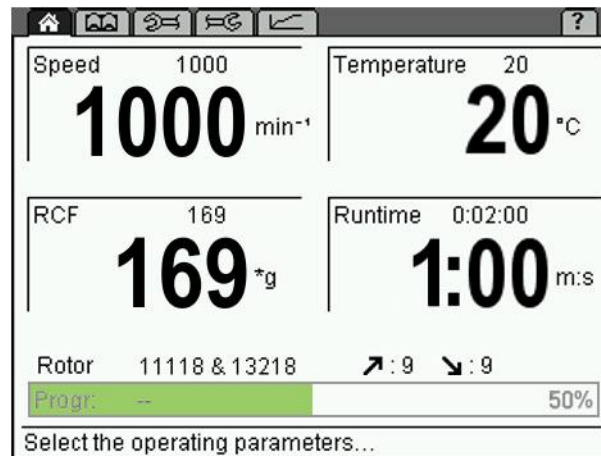 ?
Speed 1000
1000 min⁻¹
Temperature 20
20 °C
RCF 169
169 *g
Runtime 0:02:00
1:00 m:s
Rotor 11118 & 13218 ↗ : 9 ↘ : 9
Progr: -- 50%
Select the operating parameters...